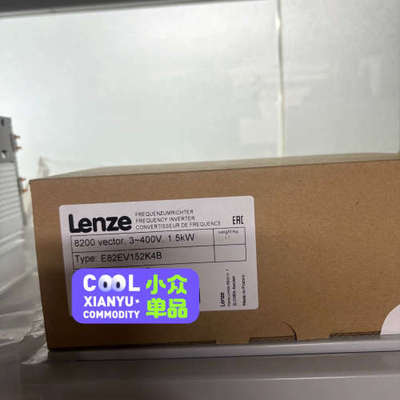 Lenze
FREQUENZUMRICHTER
FREQUENCY INVERTER
CONVERTISSEUR DE FREQUENCE
EAC
8200 vector, 3~400V, 1.5kW
Type: E82EV152K4B
COOL
XIANYU·
COMMODITY
小众
单品
Lenze